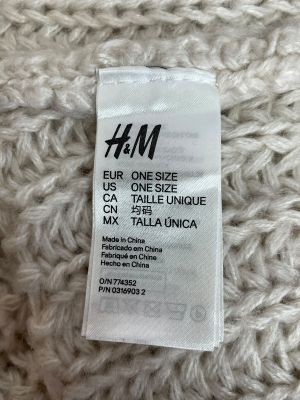 H&M
EUR ONE SIZE
US ONE SIZE
CA TAILLE UNIQUE
CN 均码
MX TALLA ÚNICA
Made in China
Fabricado em China
Fabriqué en Chine
Hecho en China
O/N 774352
P/N 0316903 2